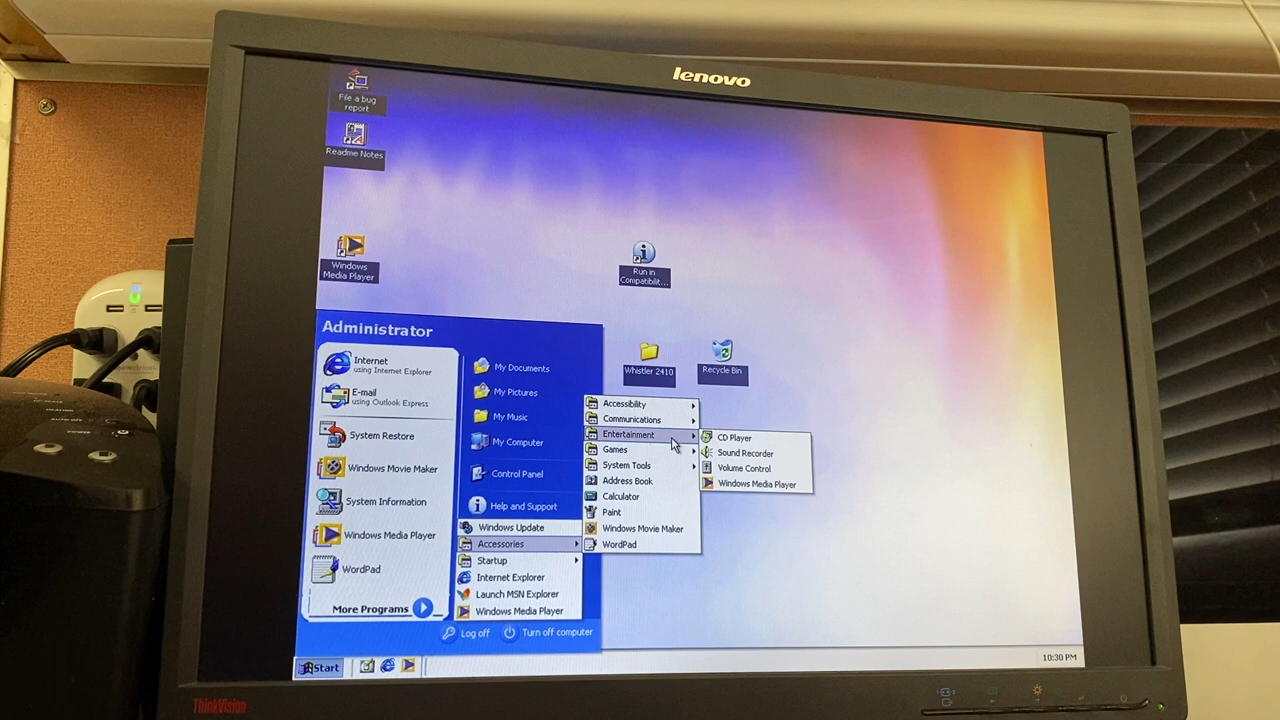 lenovo
File a bug
report
Readme Notes
Windows
Media Player
Run in
Compatibilit...
Whistler 2410
Recycle Bin
Administrator
Internet
using Internet Explorer
E-mail
using Outlook Express
System Restore
Windows Movie Maker
System Information
Windows Media Player
WordPad
More Programs
My Documents
My Pictures
My Music
My Computer
Control Panel
Help and Support
Windows Update
Accessories
Startup
Internet Explorer
Launch MSN Explorer
Windows Media Player
Accessibility
Communications
Entertainment
Games
System Tools
Address Book
Calculator
Paint
Windows Movie Maker
WordPad
CD Player
Sound Recorder
Volume Control
Windows Media Player
Log off
Turn off computer
Start
10:30 PM
ThinkVision